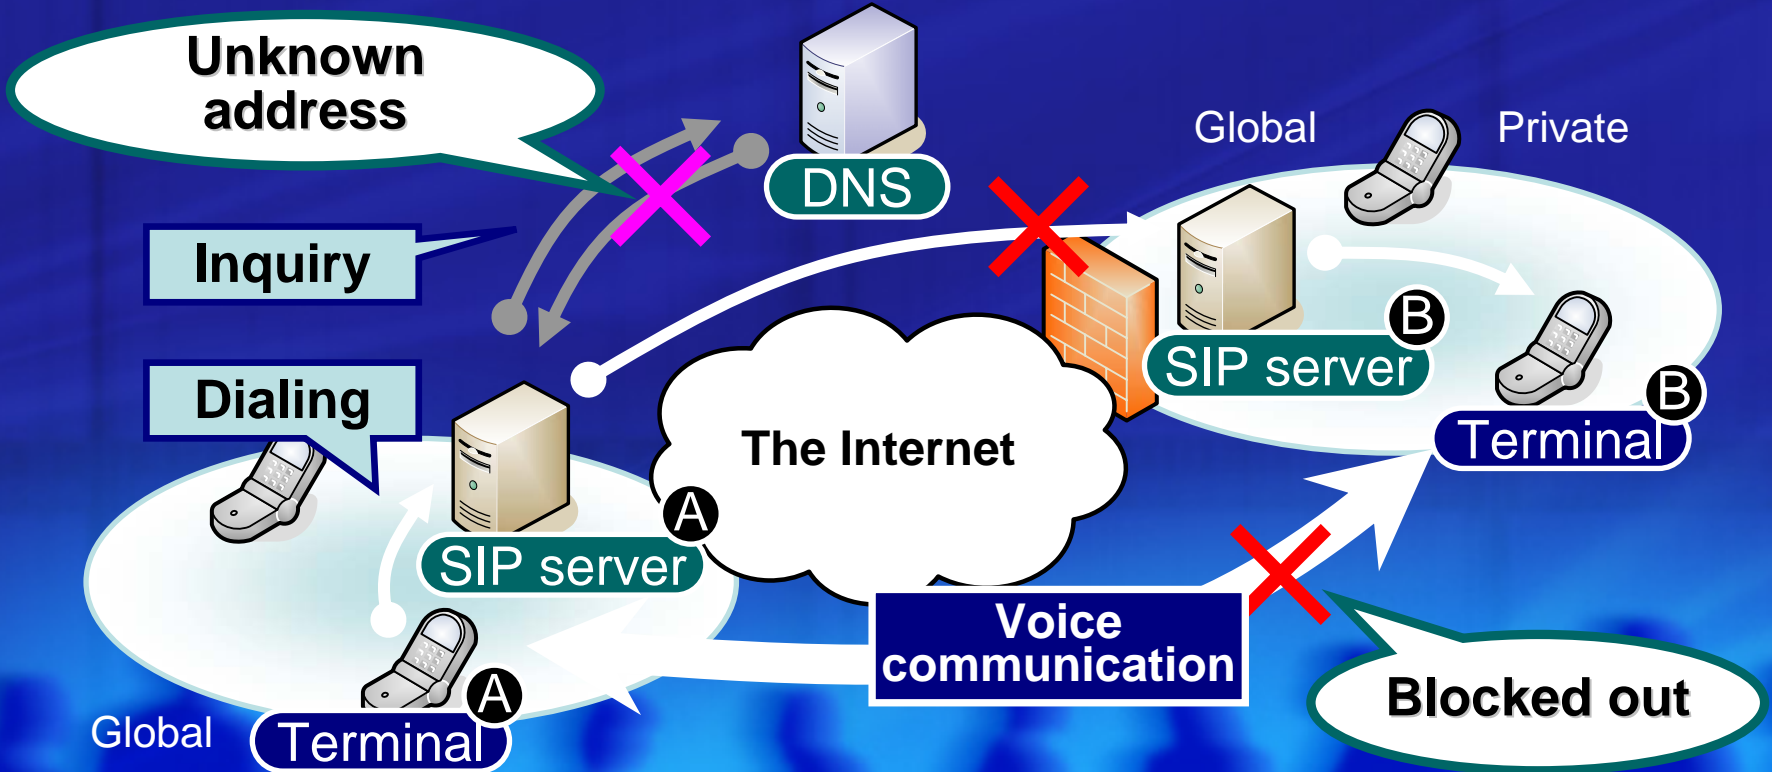 Unknown
address
DNS
Global
Private
Inquiry
B
SIP server
Dialing
B
Terminal
The Internet
A
SIP server
Voice
communication
Blocked out
A
Global
Terminal